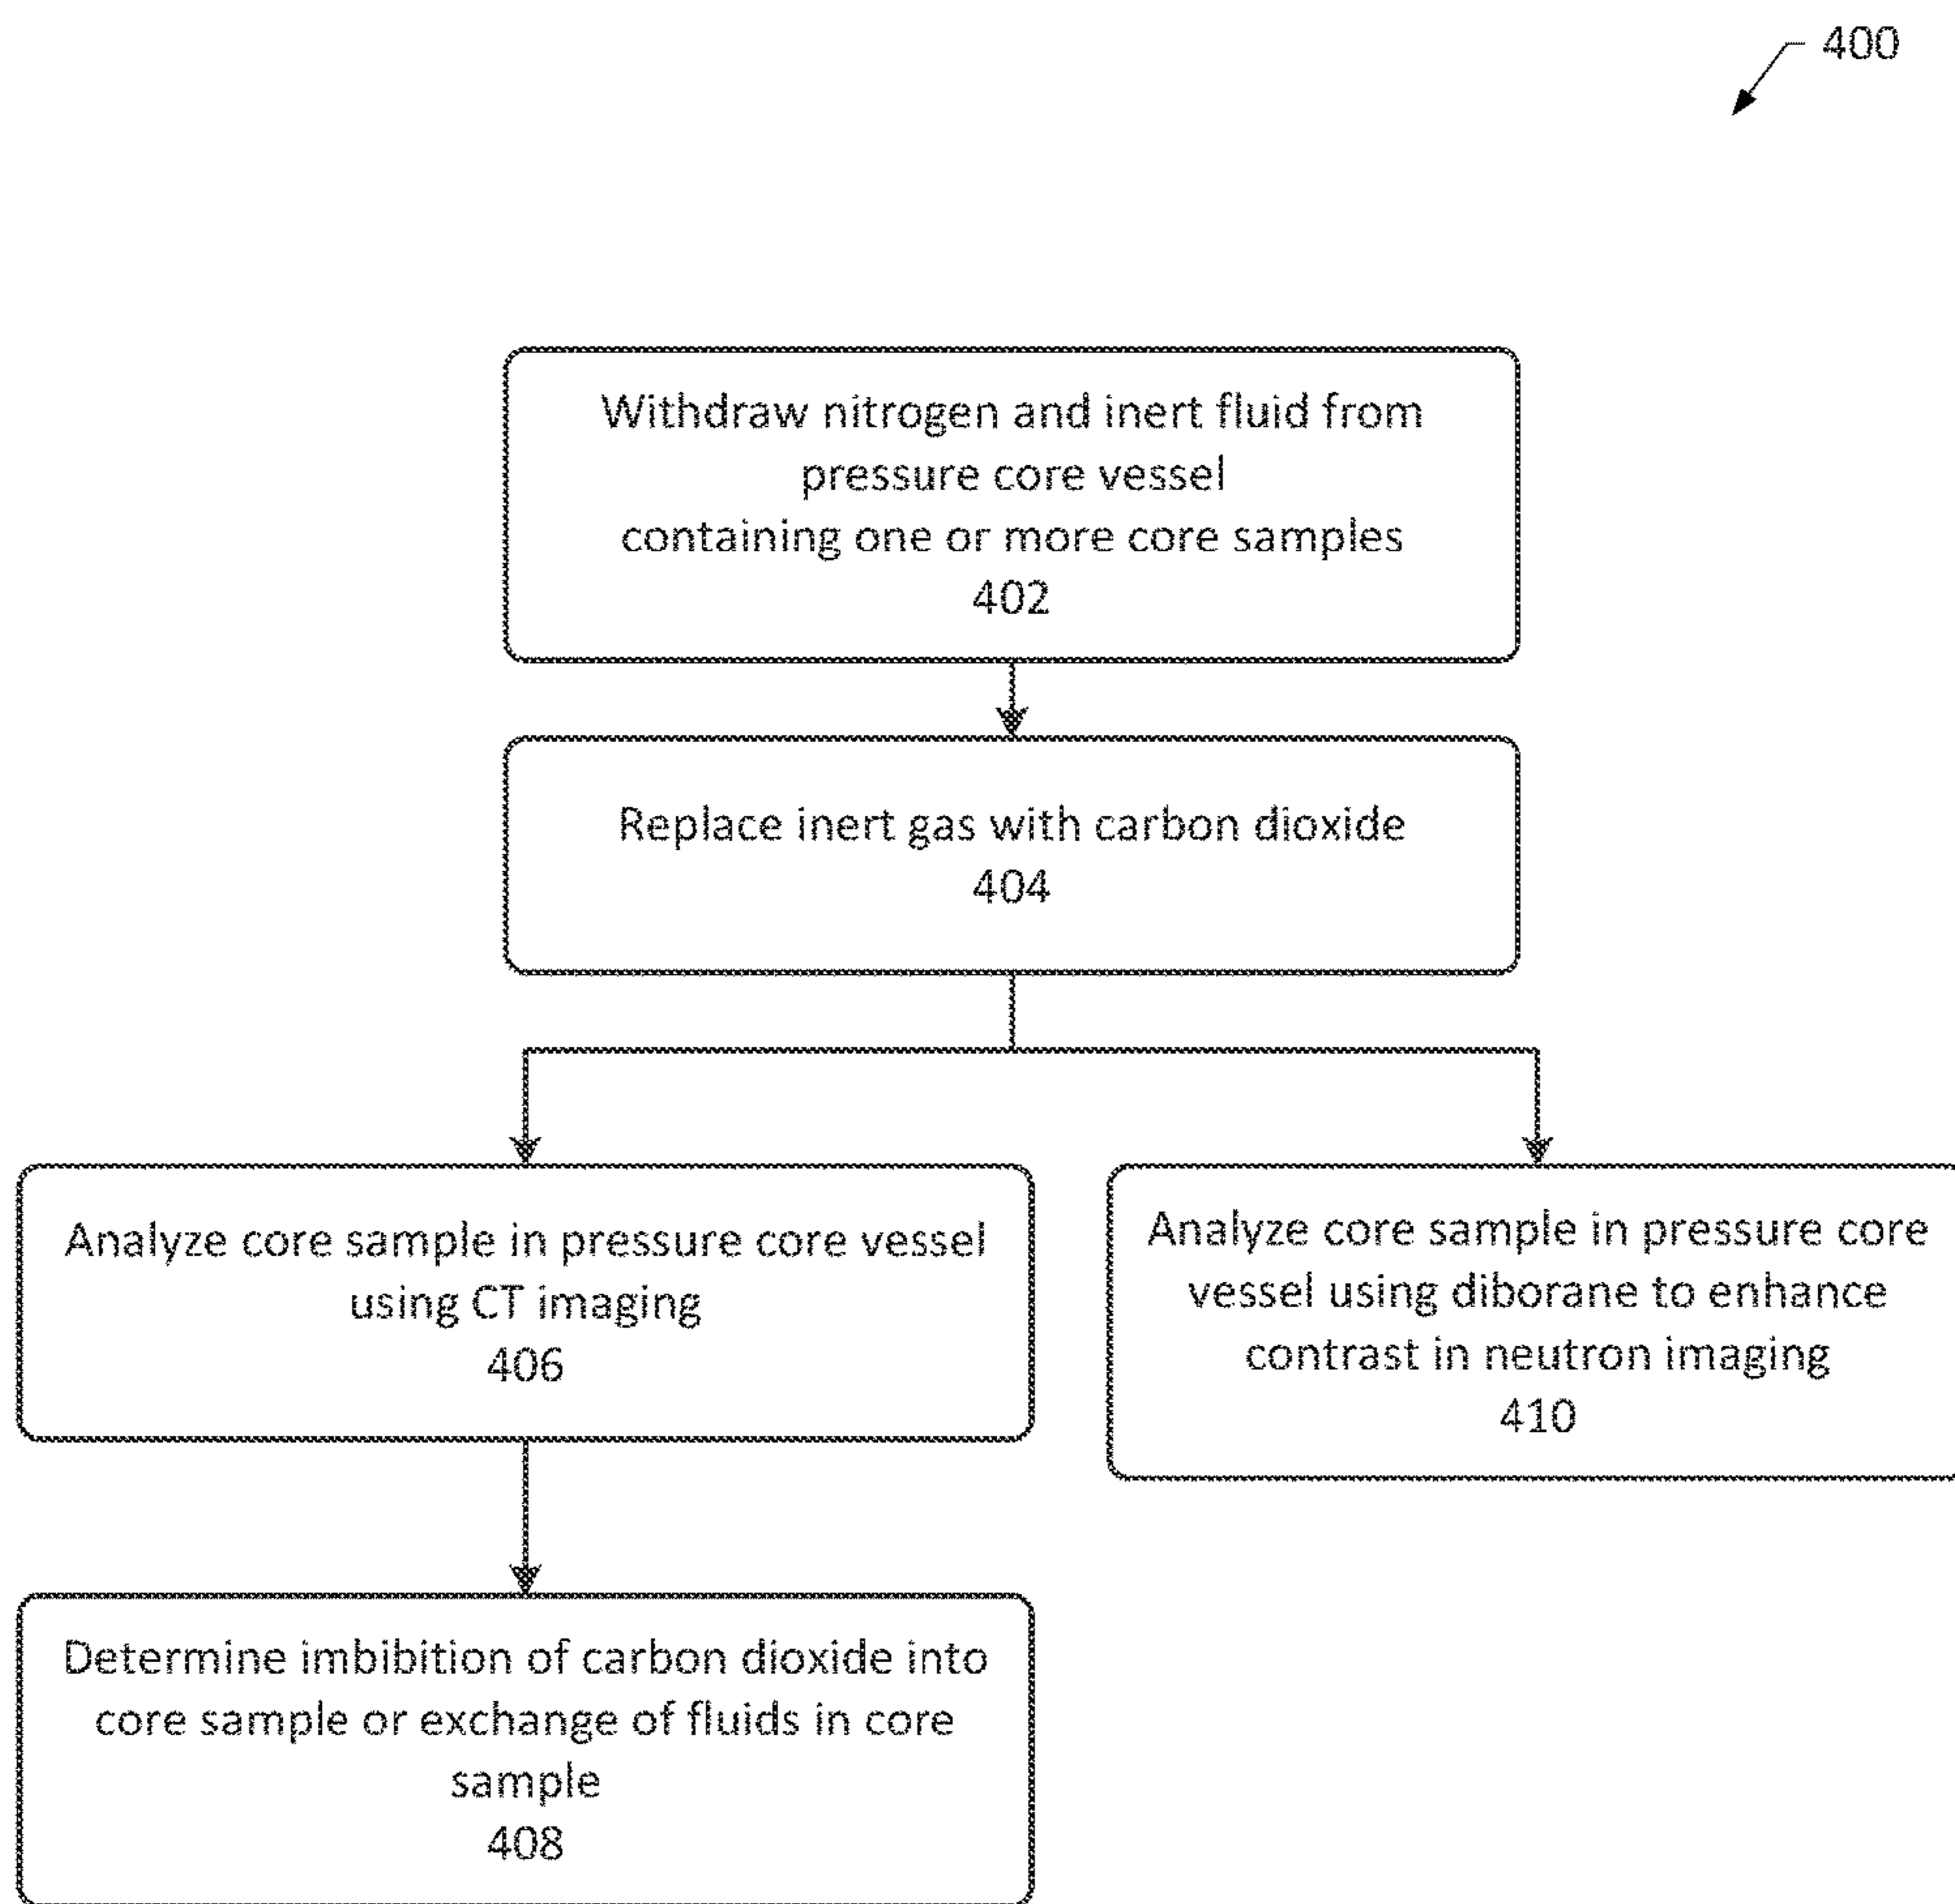 400
Withdraw nitrogen and inert fluid from
pressure core vessel
containing one or more core samples
402
Replace inert gas with carbon dioxide
404
Analyze core sample in pressure core vessel
using CT imaging
406
Analyze core sample in pressure core
vessel using diborane to enhance
contrast in neutron imaging
410
Determine imbibition of carbon dioxide into
core sample or exchange of fluids in core
sample
408